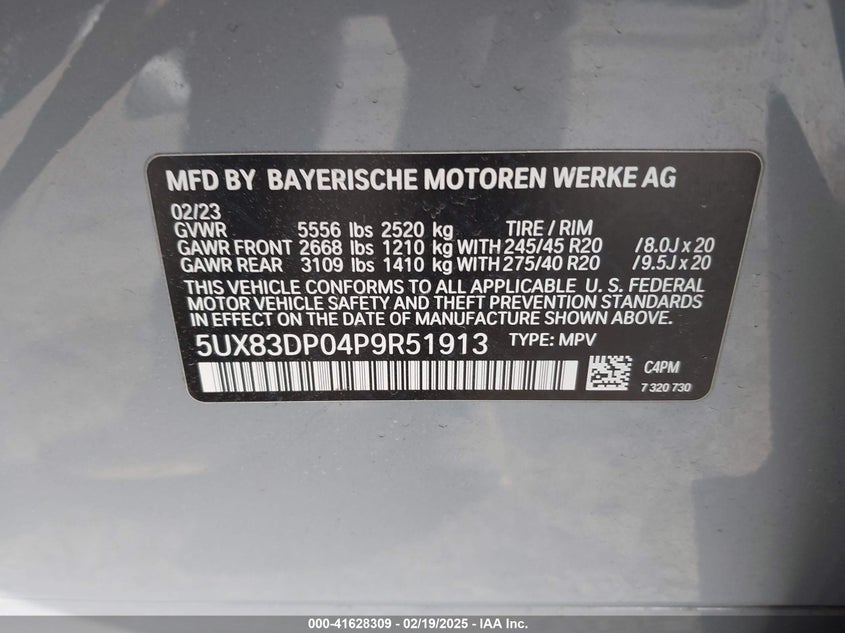 MFD BY BAYERISCHE MOTOREN WERKE AG
02/23
GVWR 5556 lbs 2520 kg TIRE / RIM
GAWR FRONT 2668 lbs 1210 kg WITH 245/45 R20 /8.0J x 20
GAWR REAR 3109 lbs 1410 kg WITH 275/40 R20 /9.5J x 20
THIS VEHICLE CONFORMS TO ALL APPLICABLE U. S. FEDERAL
MOTOR VEHICLE SAFETY AND THEFT PREVENTION STANDARDS
IN EFFECT ON THE DATE OF MANUFACTURE SHOWN ABOVE.
5UX83DP04P9R51913 TYPE: MPV
C4PM
7 320 730
000-41628309 - 02/19/2025 - IAA Inc.